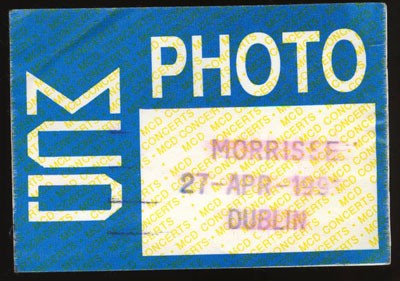 MCD
PHOTO
MORRISSE
27-APR-199
DUBLIN
MCD CONCERTS